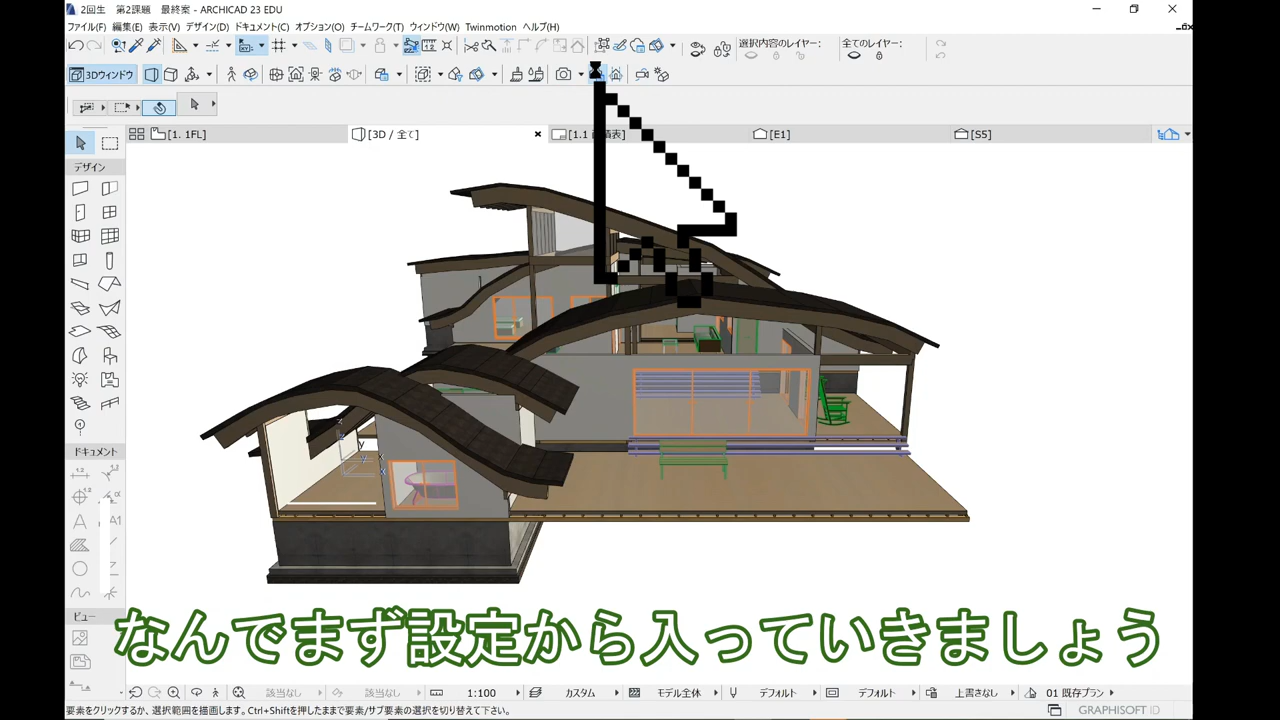 2回生　第2課題　最終案 - ARCHICAD 23 EDU
ファイル(F) 編集(E) 表示(V) デザイン(D) ドキュメント(C) オプション(O) チームワーク(T) ウィンドウ(W) Twinmotion ヘルプ(H)
選択内容のレイヤー: 全てのレイヤー:
3Dウィンドウ
[1. 1FL] [3D / 全て] [1.1 [E1] [S5]
デザイン
ドキュメント
A A1
ビュー
なんでまず設定から入っていきましょう
該当なし 該当なし 1:100 カスタム モデル全体 デフォルト デフォルト 上書きなし 01 既存プラン
要素をクリックするか、選択範囲を描画します。Ctrl+Shiftを押したままで要素/サブ要素の選択を切り替えて下さい。
GRAPHISOFT ID